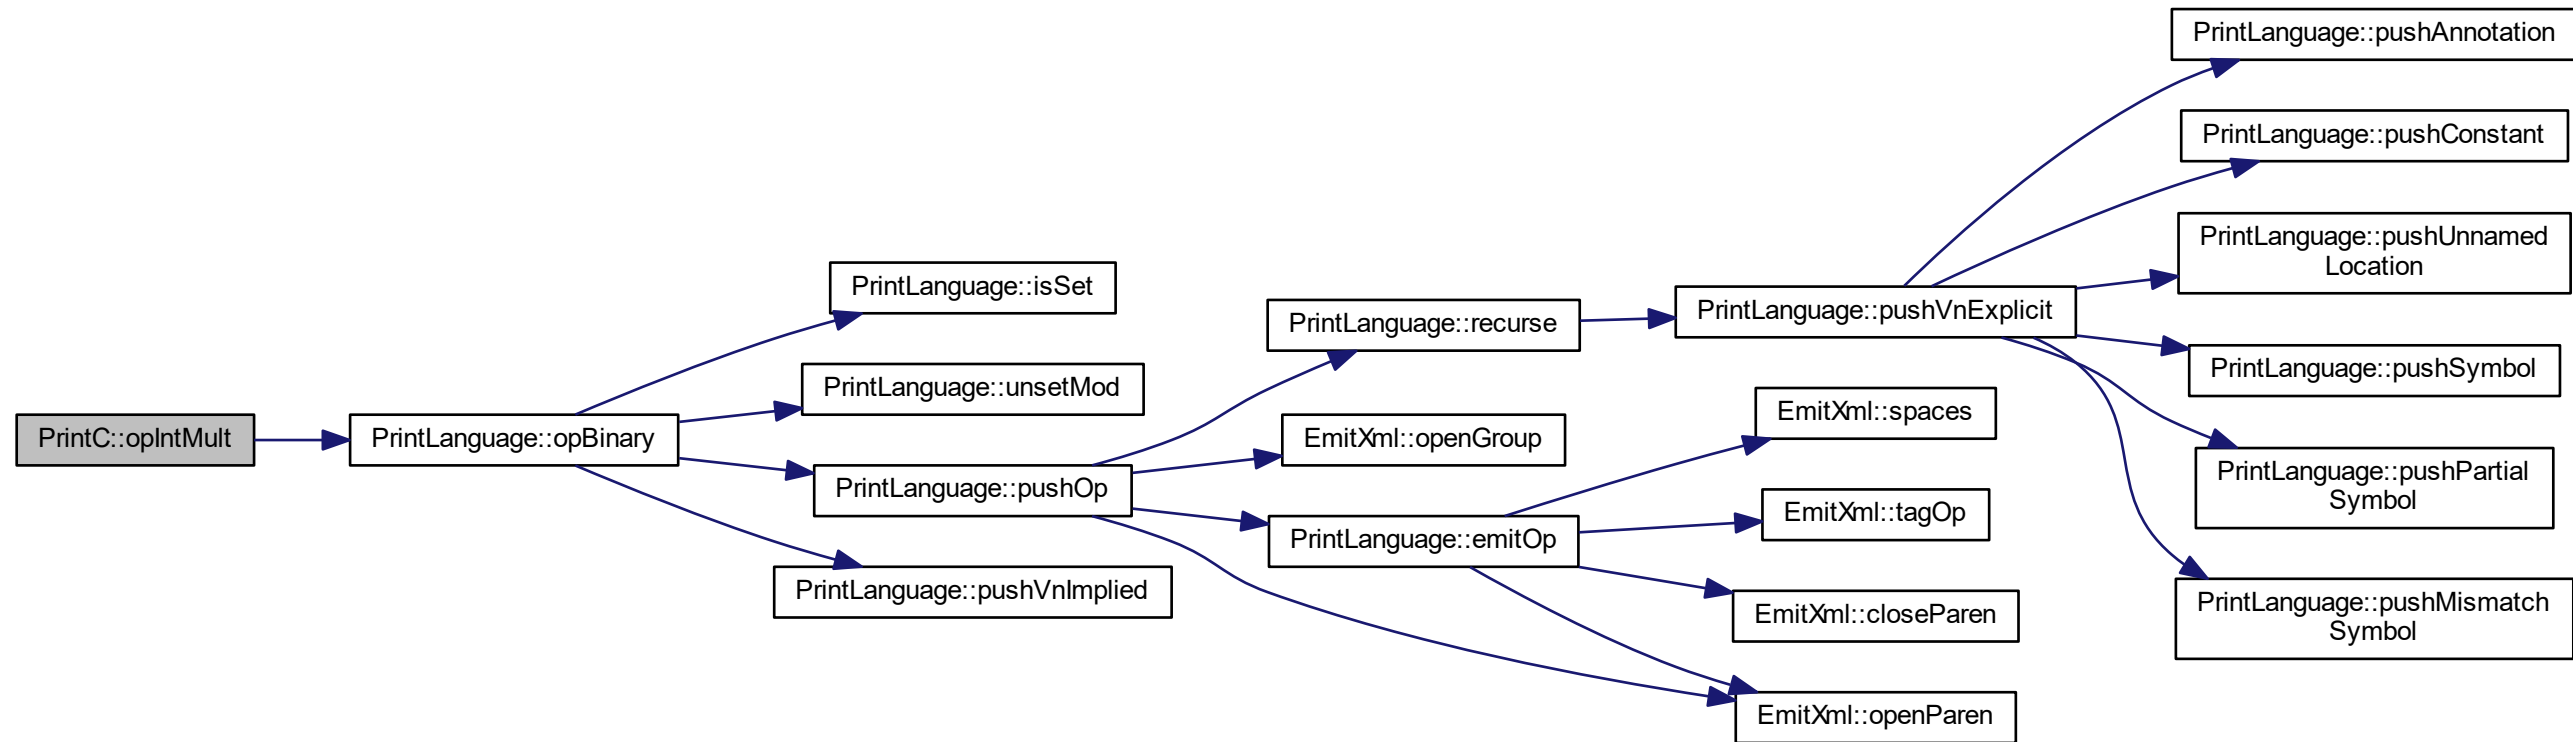 PrintLanguage::pushAnnotation
PrintLanguage::pushConstant
PrintLanguage::pushUnnamed
Location
PrintLanguage::isSet
PrintLanguage::recurse
PrintLanguage::pushVnExplicit
PrintLanguage::pushSymbol
PrintLanguage::unsetMod
EmitXml::spaces
PrintC::opIntMult
PrintLanguage::opBinary
EmitXml::openGroup
PrintLanguage::pushPartial
Symbol
PrintLanguage::pushOp
EmitXml::tagOp
PrintLanguage::emitOp
PrintLanguage::pushVnImplied
EmitXml::closeParen
PrintLanguage::pushMismatch
Symbol
EmitXml::openParen